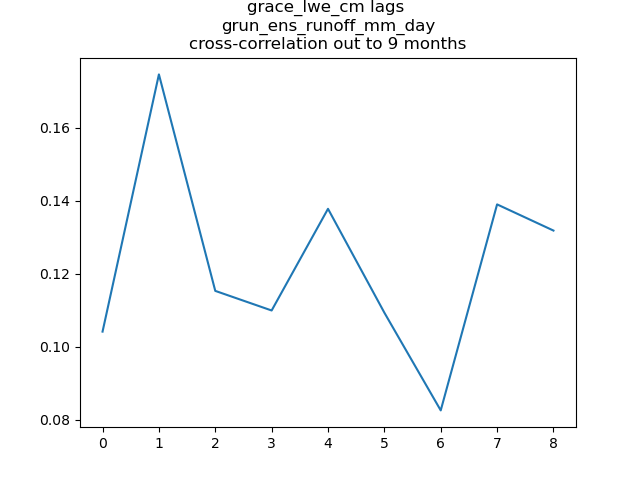 grace_lwe_cm lags
grun_ens_runoff_mm_day
cross-correlation out to 9 months
0.16
0.14
0.12
0.10
0.08
0 1 2 3 4 5 6 7 8